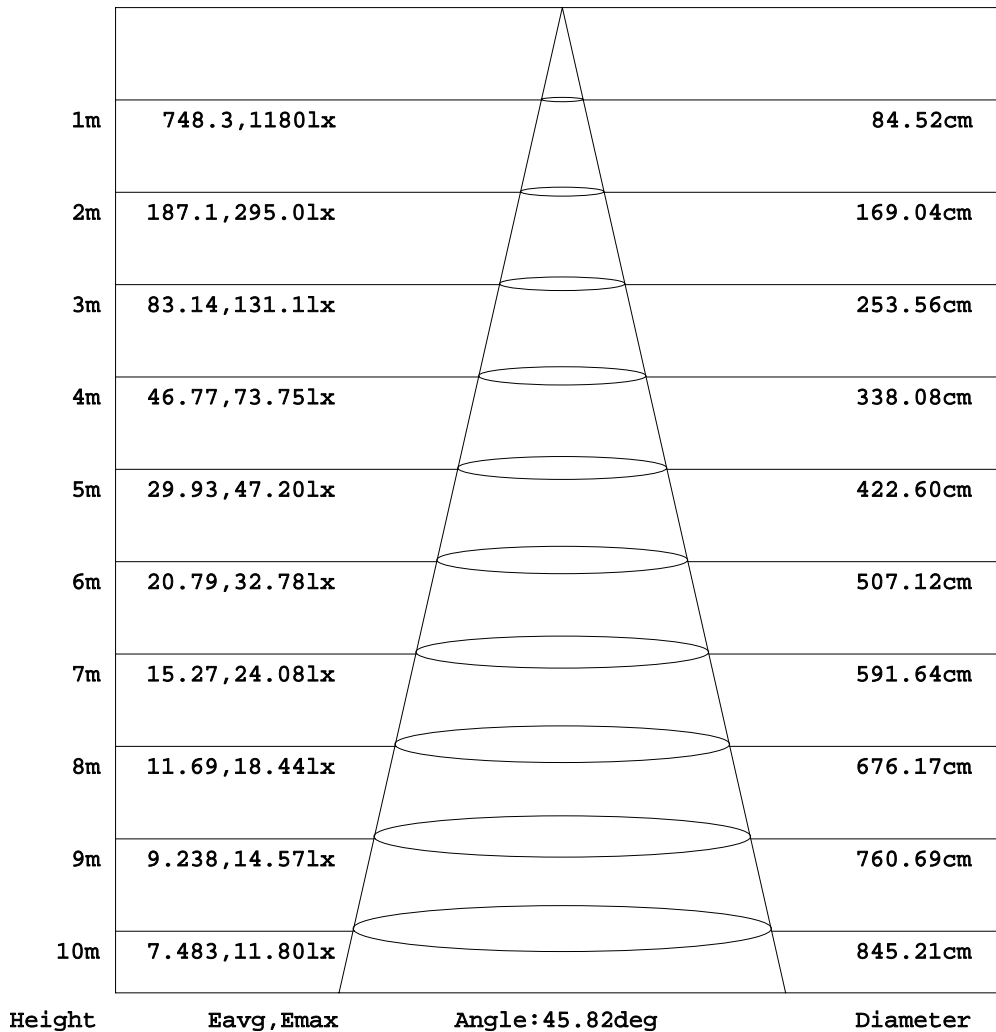 1m 748.3,1180lx 84.52cm
2m 187.1,295.0lx 169.04cm
3m 83.14,131.1lx 253.56cm
4m 46.77,73.75lx 338.08cm
5m 29.93,47.20lx 422.60cm
6m 20.79,32.78lx 507.12cm
7m 15.27,24.08lx 591.64cm
8m 11.69,18.44lx 676.17cm
9m 9.238,14.57lx 760.69cm
10m 7.483,11.80lx 845.21cm
Height Eavg,Emax Angle:45.82deg Diameter